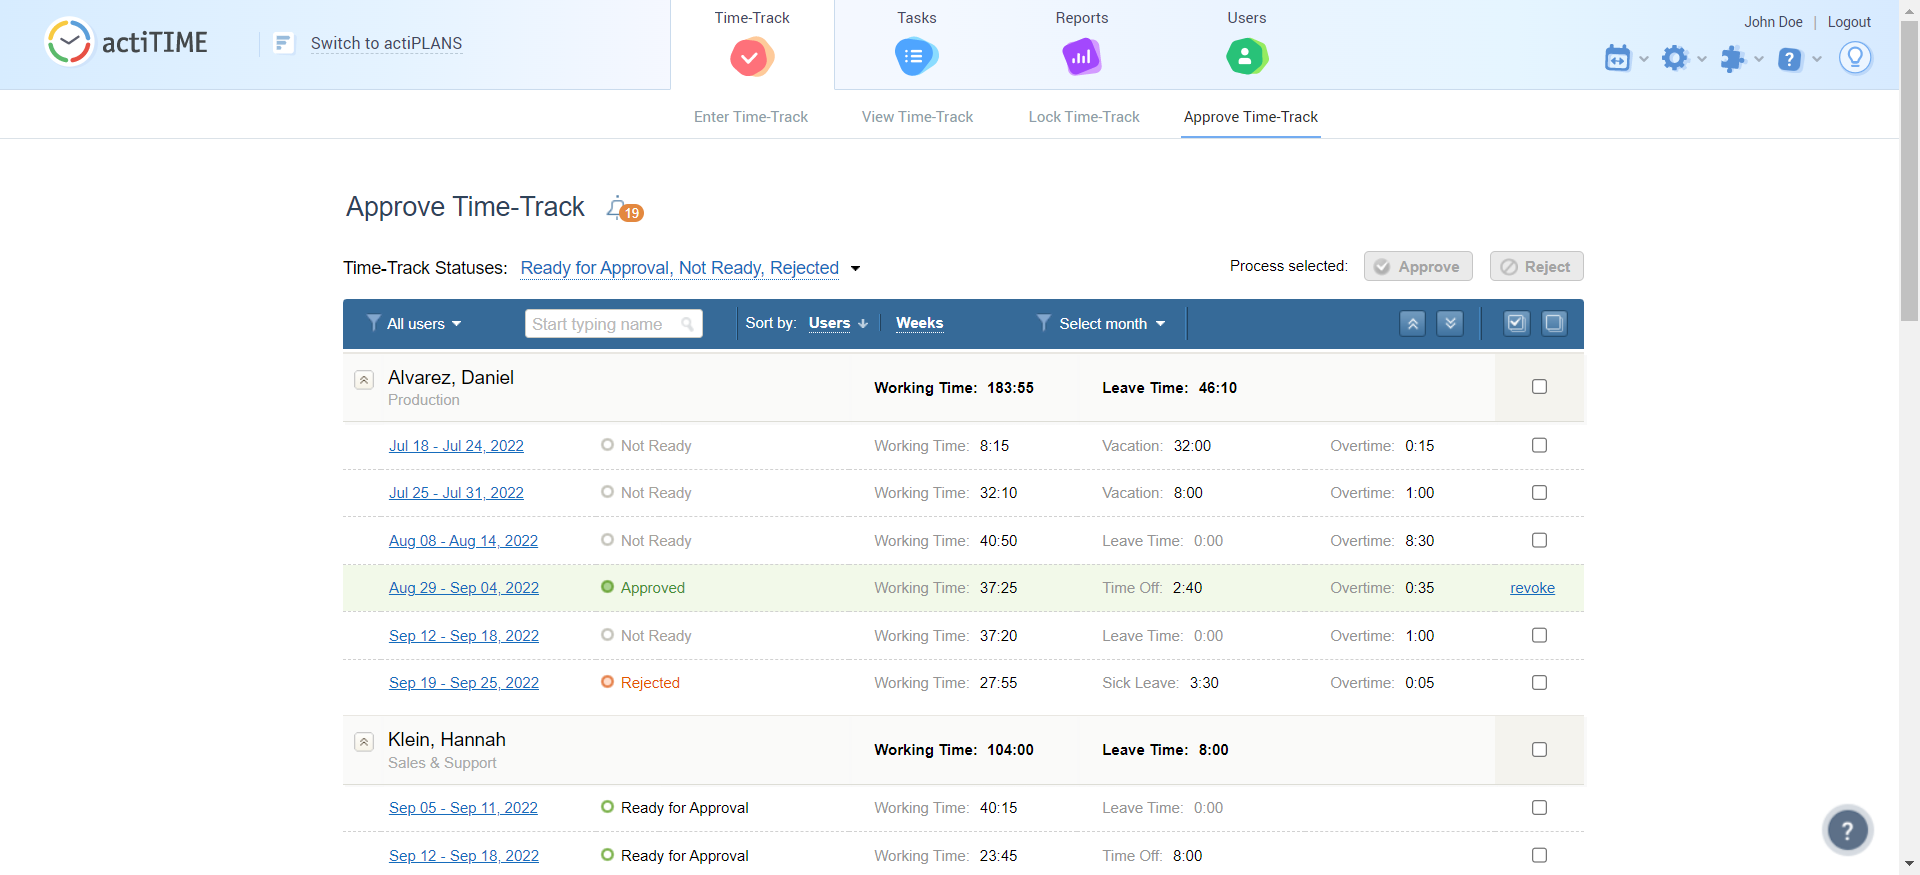 actiTIME
Switch to actiPLANS
Time-Track
Tasks
Reports
Users
John Doe | Logout
Enter Time-Track
View Time-Track
Lock Time-Track
Approve Time-Track
Approve Time-Track 19
Time-Track Statuses: Ready for Approval, Not Ready, Rejected
Process selected: Approve Reject
All users Start typing name Sort by: Users Weeks Select month
Alvarez, Daniel
Production
Working Time: 183:55 Leave Time: 46:10
Jul 18 - Jul 24, 2022 Not Ready Working Time: 8:15 Vacation: 32:00 Overtime: 0:15
Jul 25 - Jul 31, 2022 Not Ready Working Time: 32:10 Vacation: 8:00 Overtime: 1:00
Aug 08 - Aug 14, 2022 Not Ready Working Time: 40:50 Leave Time: 0:00 Overtime: 8:30
Aug 29 - Sep 04, 2022 Approved Working Time: 37:25 Time Off: 2:40 Overtime: 0:35 revoke
Sep 12 - Sep 18, 2022 Not Ready Working Time: 37:20 Leave Time: 0:00 Overtime: 1:00
Sep 19 - Sep 25, 2022 Rejected Working Time: 27:55 Sick Leave: 3:30 Overtime: 0:05
Klein, Hannah
Sales & Support
Working Time: 104:00 Leave Time: 8:00
Sep 05 - Sep 11, 2022 Ready for Approval Working Time: 40:15 Leave Time: 0:00
Sep 12 - Sep 18, 2022 Ready for Approval Working Time: 23:45 Time Off: 8:00
?